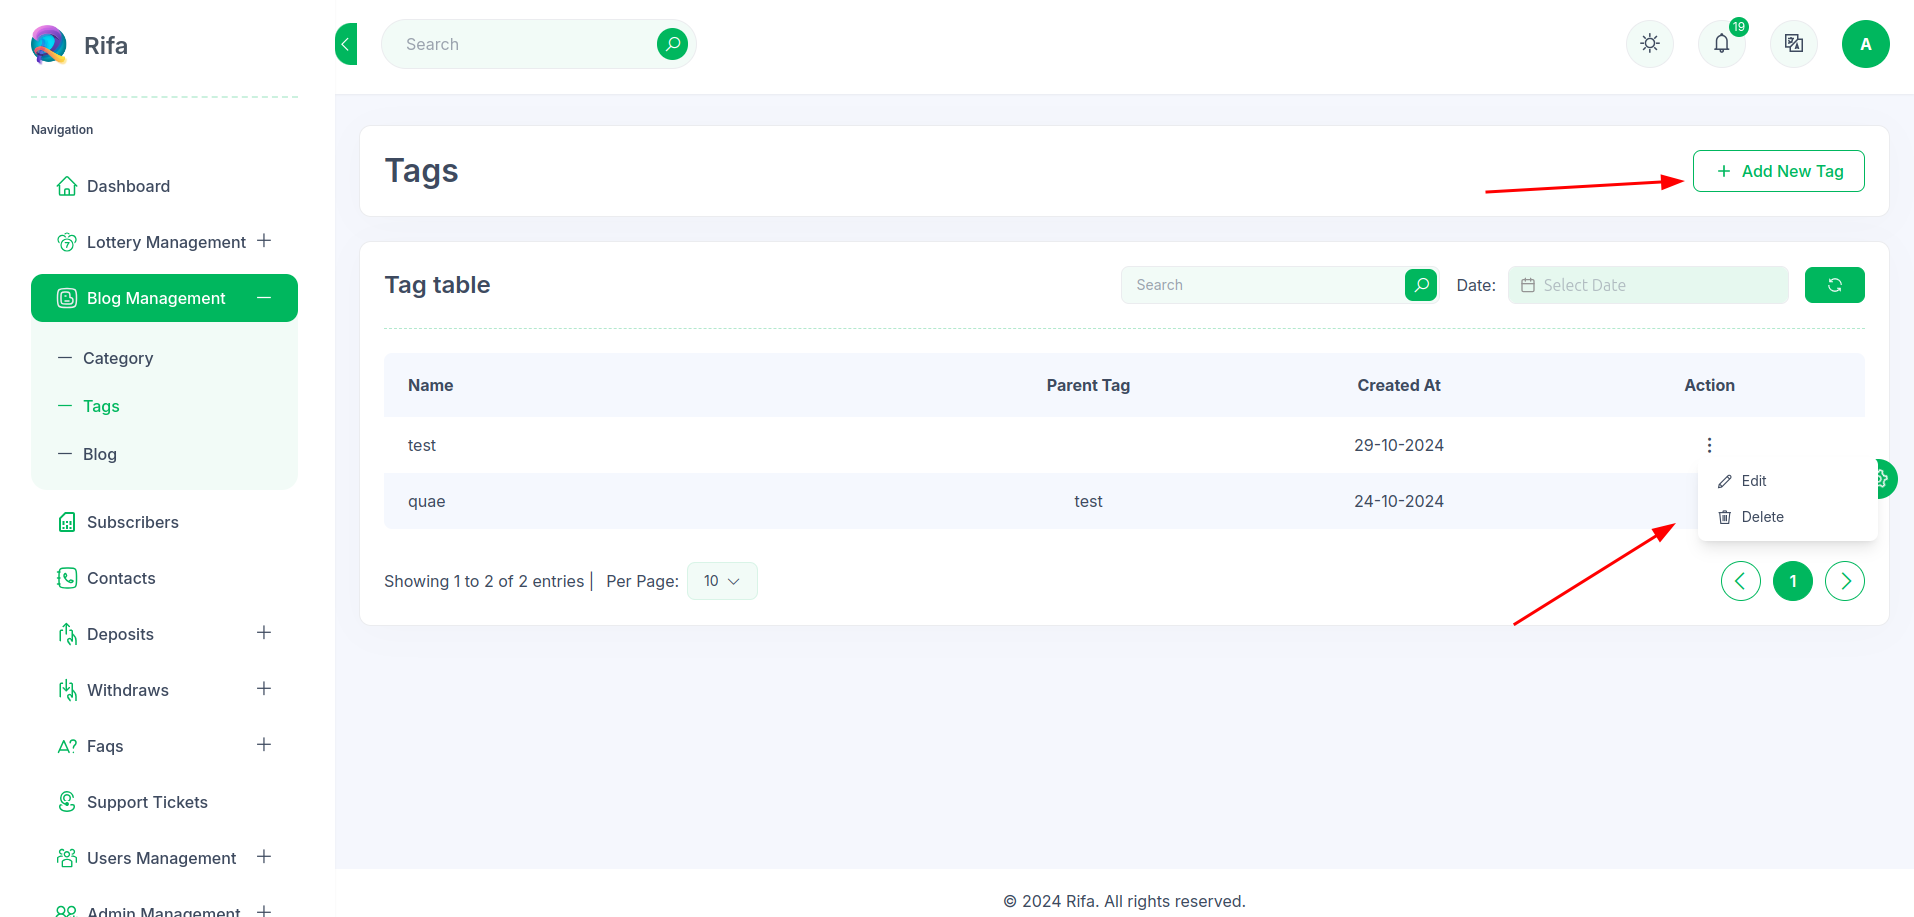 Rifa
Search
19
A
Navigation
Dashboard
Lottery Management
Blog Management
Category
Tags
Blog
Subscribers
Contacts
Deposits
Withdraws
Faqs
Support Tickets
Users Management
Admin Management
Tags
Add New Tag
Tag table
Search
Date:
Select Date
Name Parent Tag Created At Action
test 29-10-2024
quae test 24-10-2024
Edit
Delete
Showing 1 to 2 of 2 entries | Per Page: 10
1
© 2024 Rifa. All rights reserved.